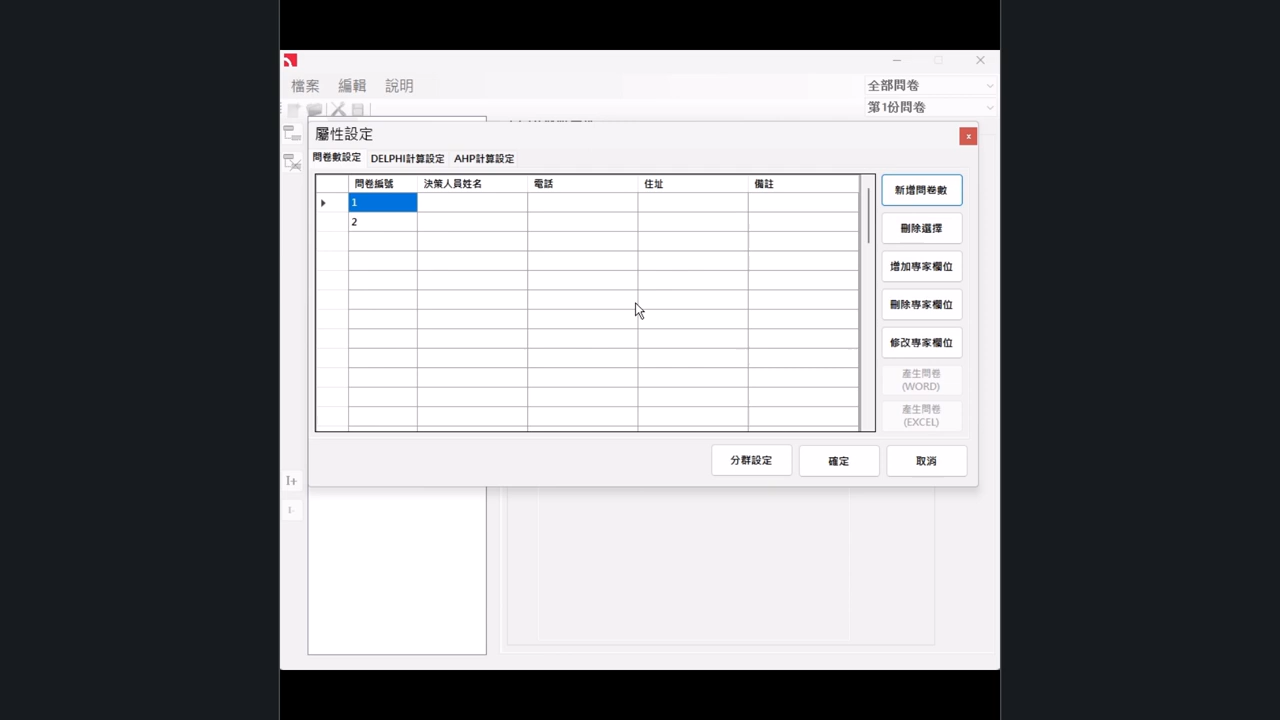 檔案 編輯 說明
全部問卷
第1份問卷
屬性設定
問卷數設定 DELPHI計算設定 AHP計算設定
問卷編號 決策人員姓名 電話 住址 備註
1
2
新增問卷數
刪除選擇
增加專家欄位
刪除專家欄位
修改專家欄位
產生問卷
(WORD)
產生問卷
(EXCEL)
分群設定 確定 取消
I+
I-